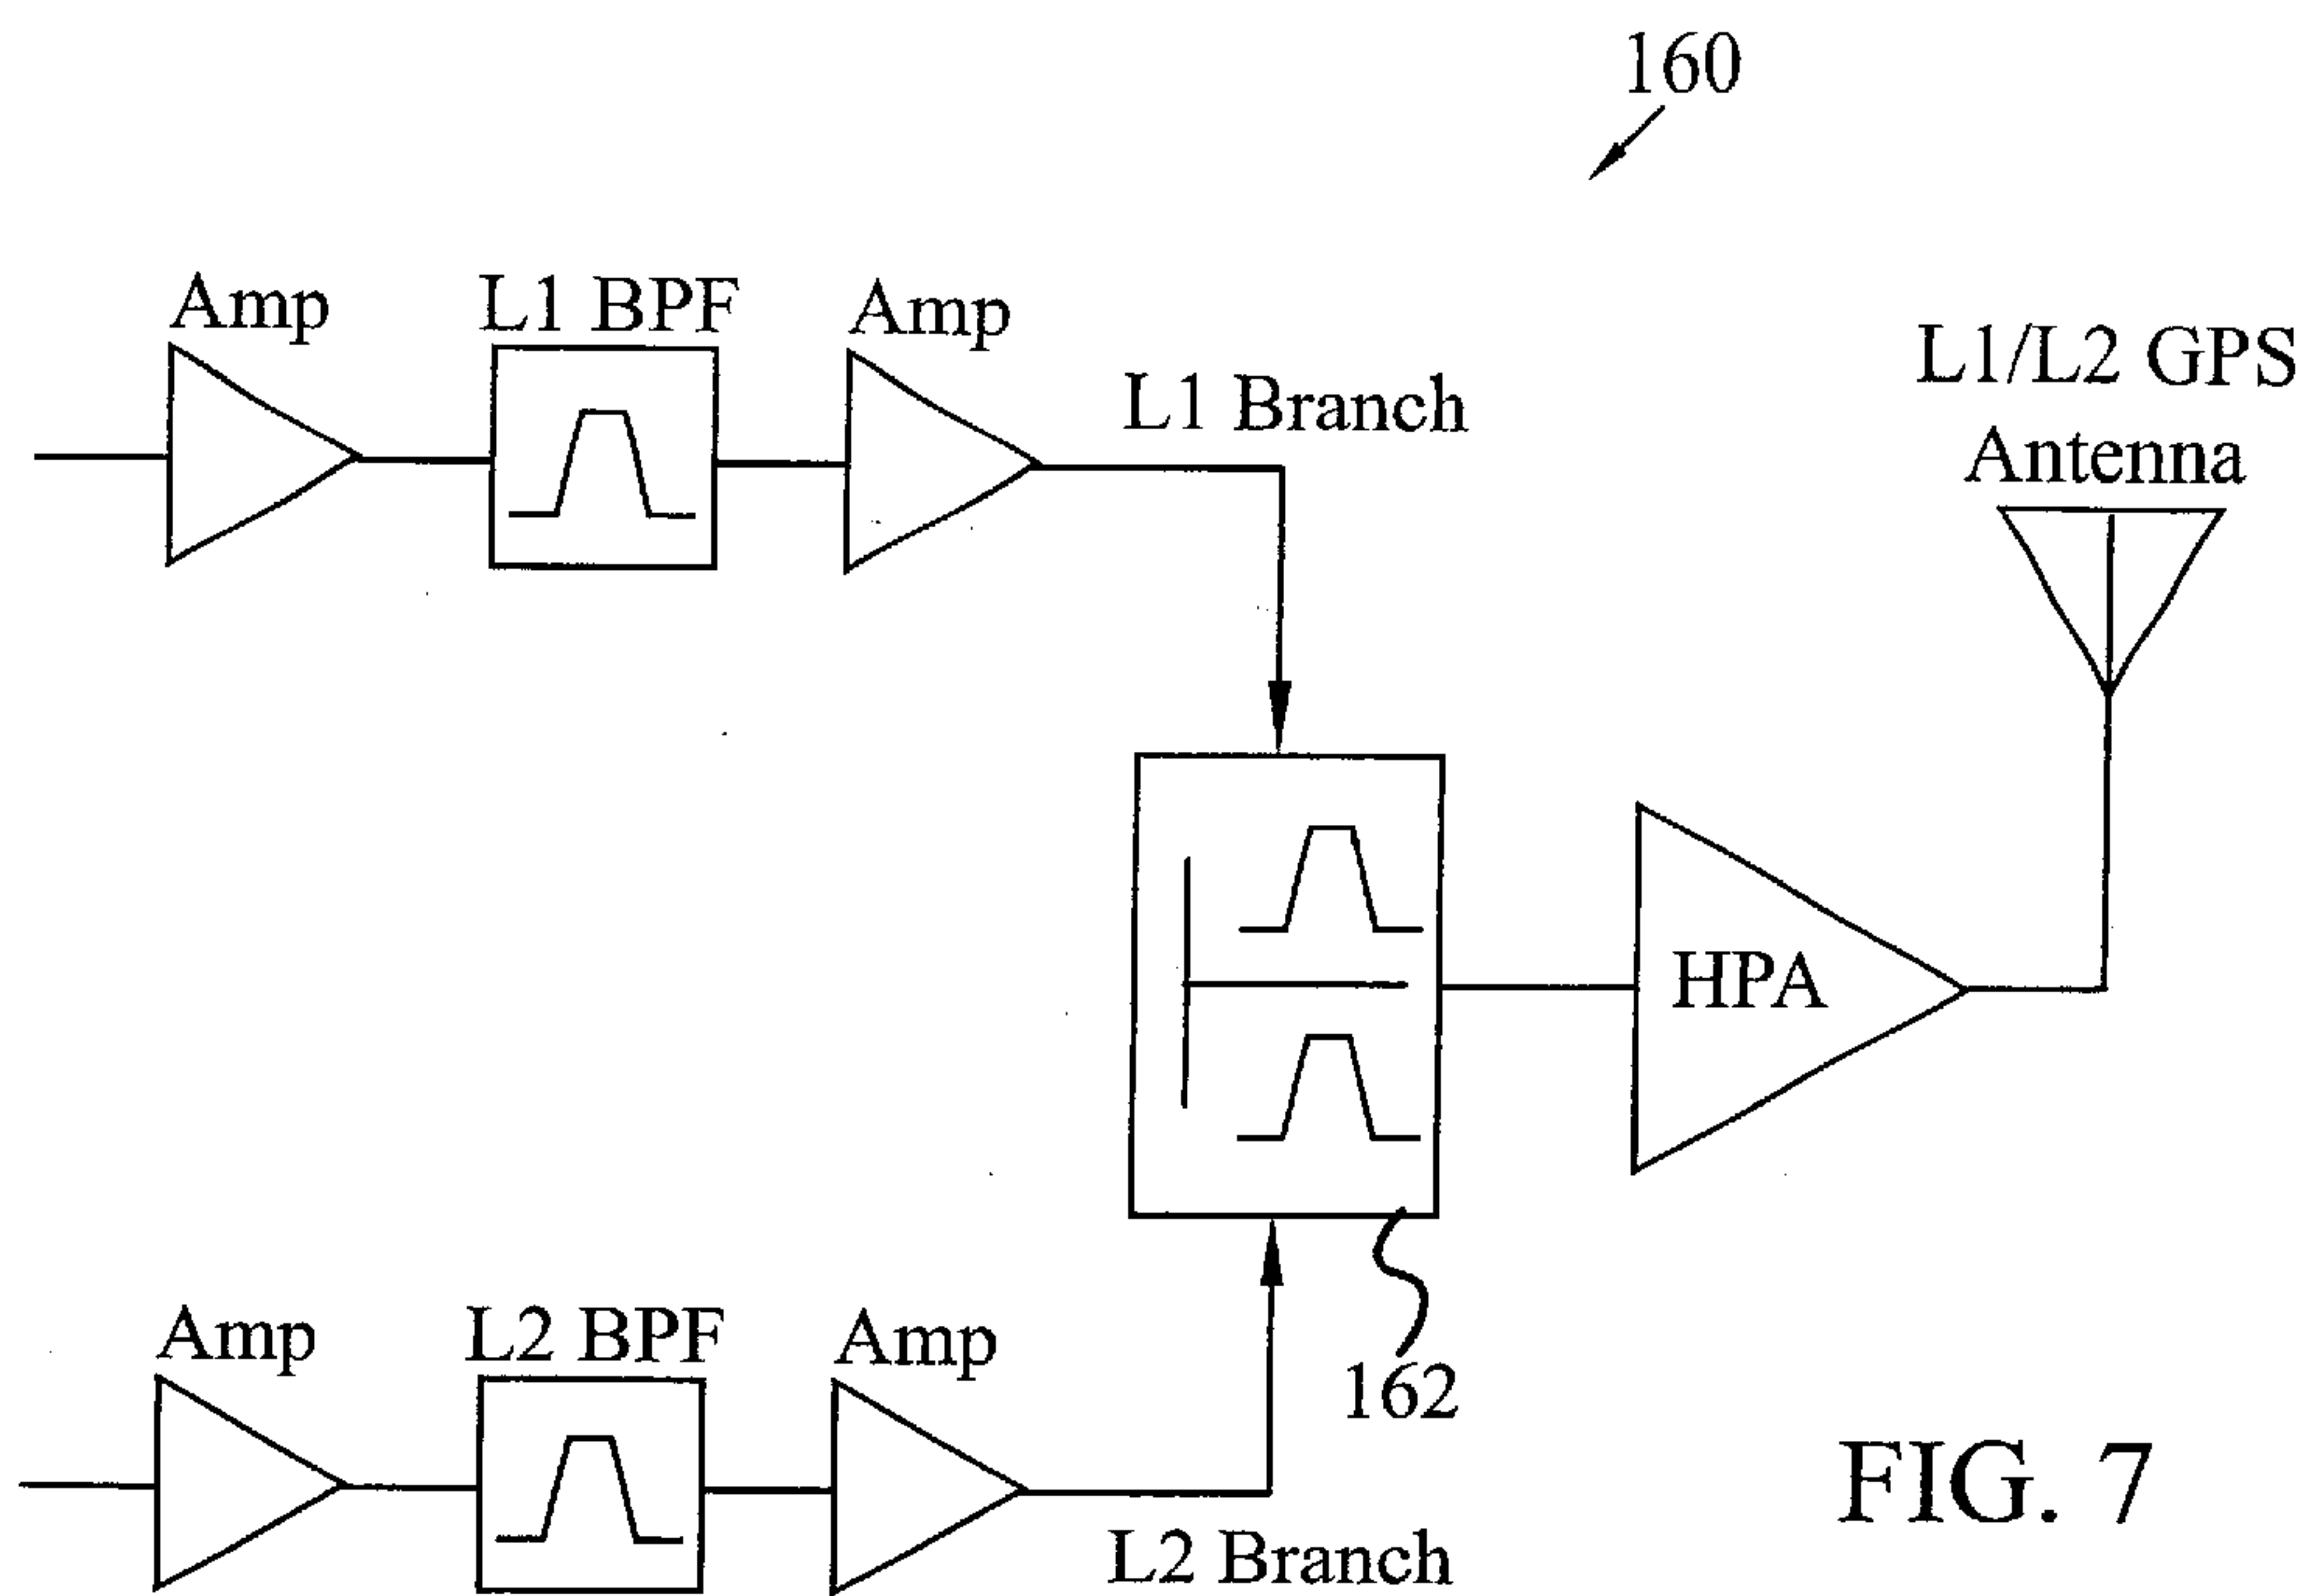 160
Amp
L1 BPF
Amp
L1 Branch
L1/L2 GPS
Antenna
HPA
162
Amp
L2 BPF
Amp
L2 Branch
FIG. 7